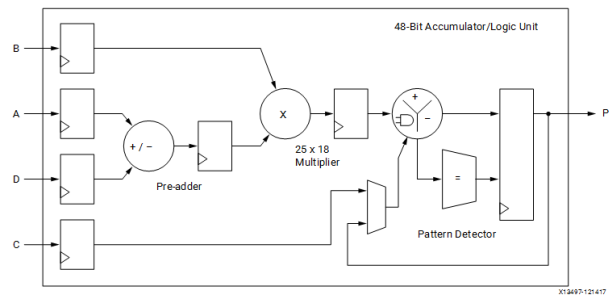 48-Bit Accumulator/Logic Unit
B
A
D
C
+ / −
Pre-adder
X
25 x 18
Multiplier
+
−
=
Pattern Detector
P
X13497-121417